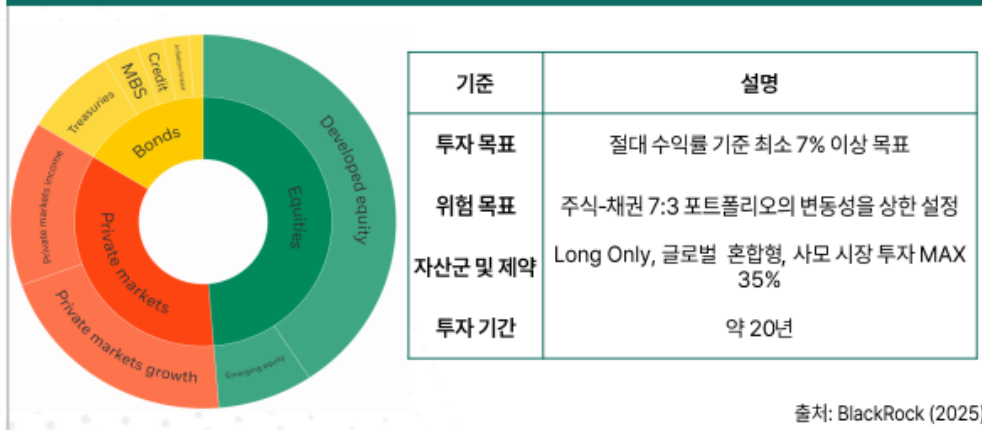 Developed equity
Equities
Emerging equity
Private markets growth
Private markets
Private markets income
Bonds
Treasuries
MBS
Credit
기준 설명
투자 목표 절대 수익률 기준 최소 7% 이상 목표
위험 목표 주식-채권 7:3 포트폴리오의 변동성을 상한 설정
자산군 및 제약 Long Only, 글로벌 혼합형, 사모 시장 투자 MAX
35%
투자 기간 약 20년
출처: BlackRock (2025)